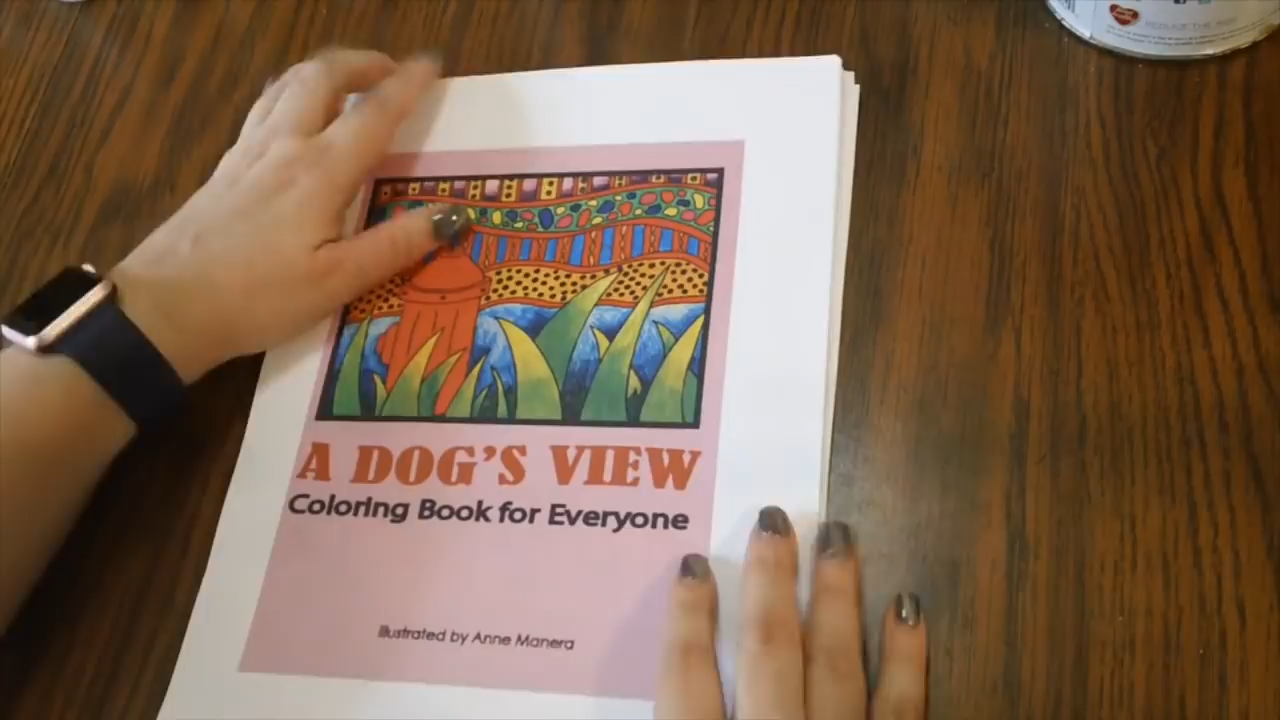 A DOG'S VIEW
Coloring Book for Everyone
Illustrated by Anne Manera